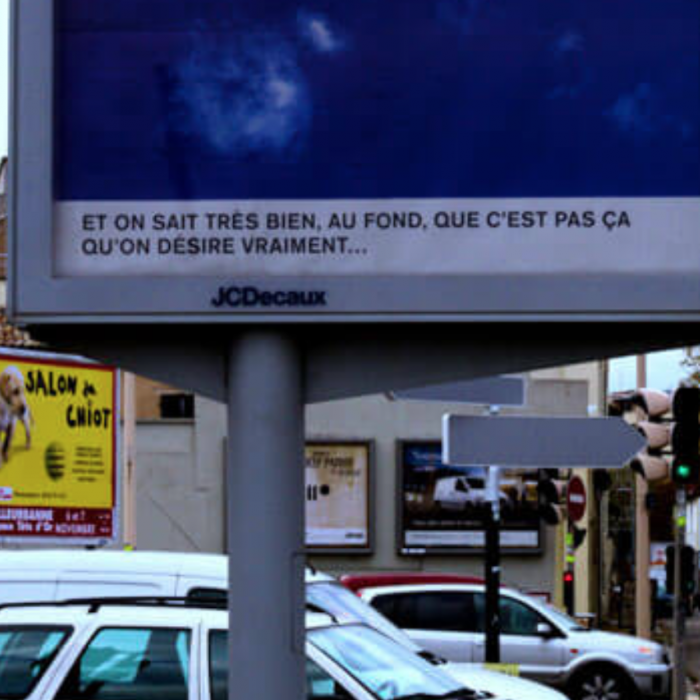 ET ON SAIT TRÈS BIEN, AU FOND, QUE C'EST PAS ÇA
QU'ON DÉSIRE VRAIMENT...
JCDecaux
SALON du
CHIOT
NOVEMBRE